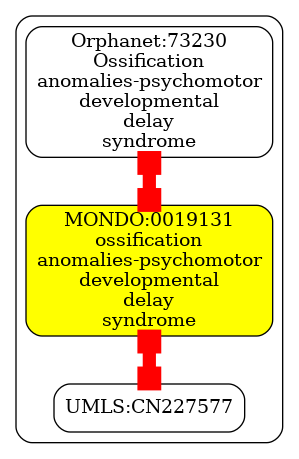 Orphanet:73230
Ossification
anomalies-psychomotor
developmental
delay
syndrome
MONDO:0019131
ossification
anomalies-psychomotor
developmental
delay
syndrome
UMLS:CN227577